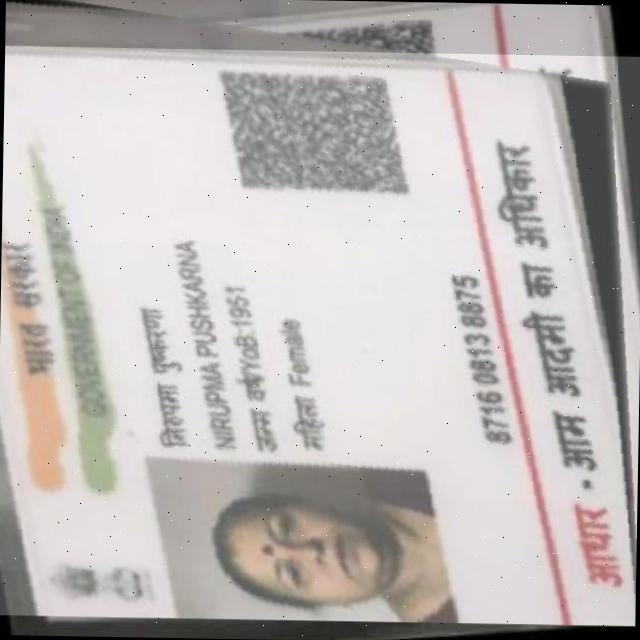 भारत सरकार
GOVERNMENT OF INDIA
निरुपमा पुष्करणा
NIRUPMA PUSHKARNA
जन्म वर्ष/YoB:1951
महिला Female
8716 0813 8875
आधार - आम आदमी का अधिकार